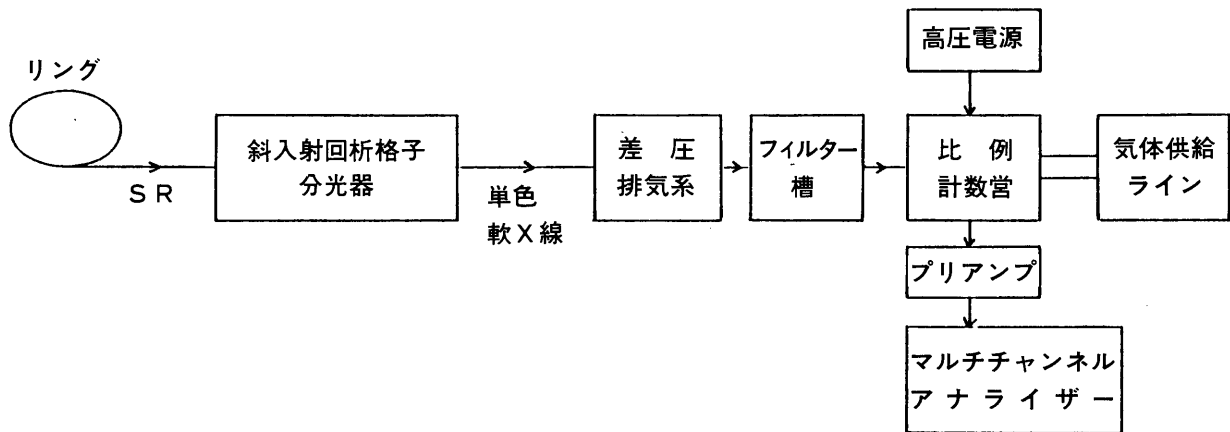 高圧電源
リング
斜入射回析格子
分光器
差圧
排気系
フィルター
槽
比例
計数営
気体供給
ライン
SR
単色
軟X線
プリアンプ
マルチチャンネル
アナライザー